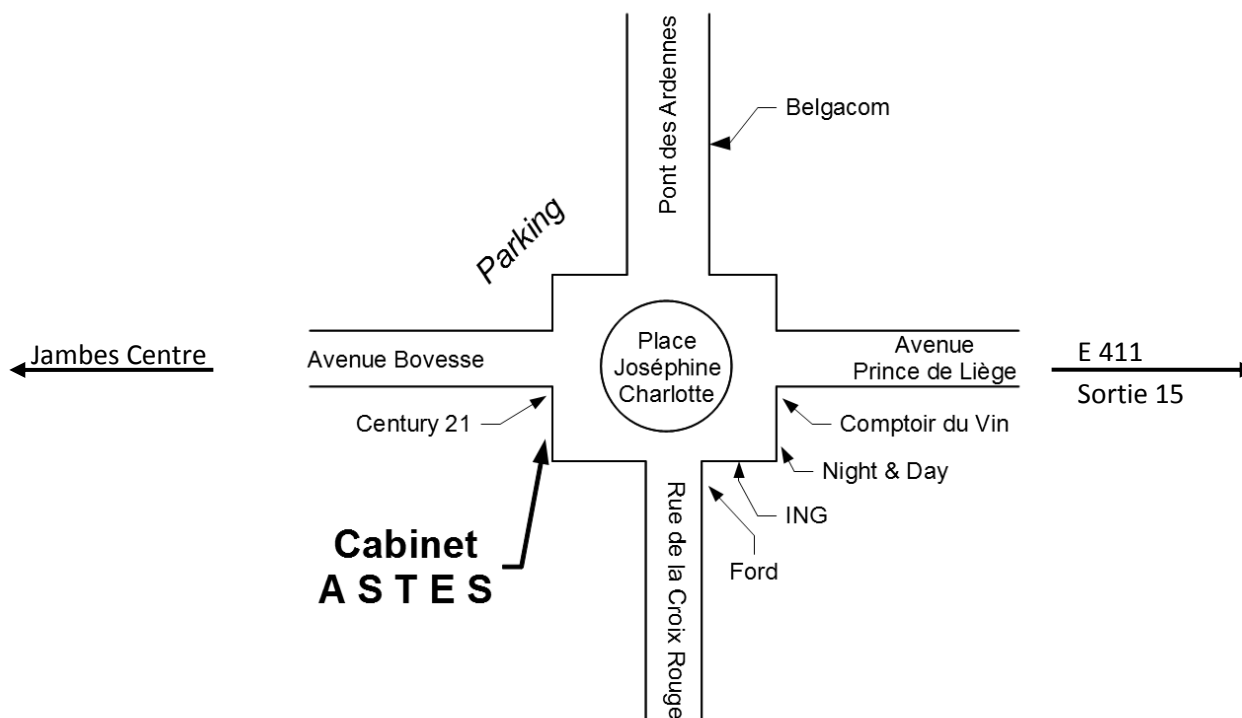 Pont des Ardennes
Belgacom
Parking
Jambes Centre
Avenue Bovesse
Place
Joséphine
Charlotte
Avenue
Prince de Liège
E 411
Sortie 15
Century 21
Comptoir du Vin
Night & Day
ING
Ford
Rue de la Croix Rouge
Cabinet
A S T E S